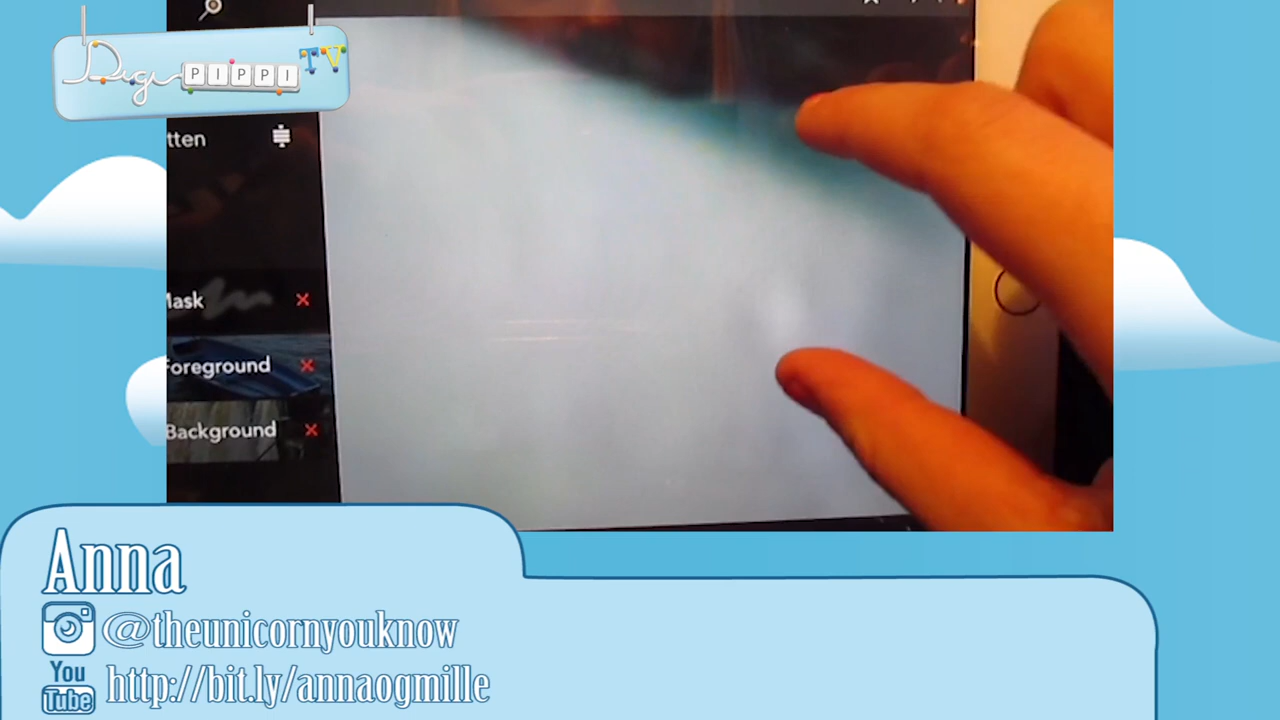 Digi PIPPI TV
tten
Mask
Foreground
Background
Anna
@theunicornyouknow
You Tube http://bit.ly/annaogmille